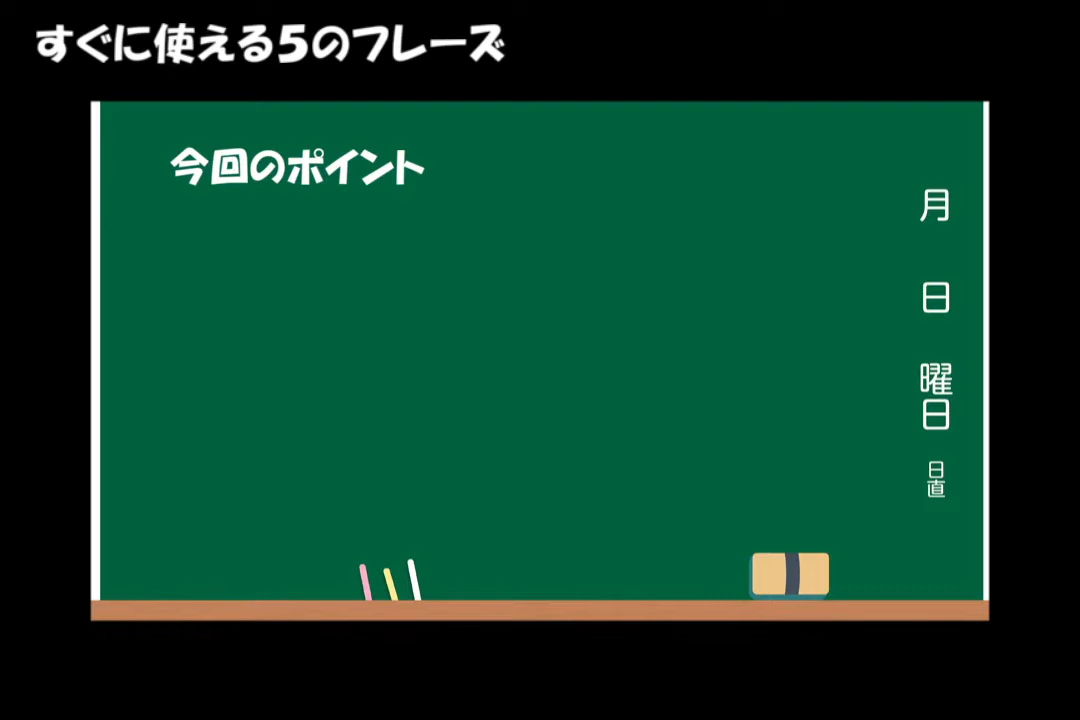 すぐに使える5のフレーズ
今回のポイント
月
日
曜日
日直